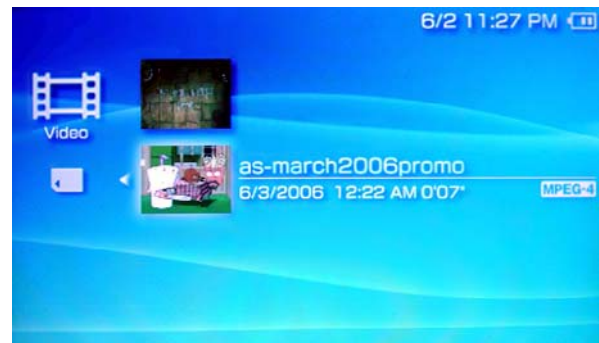 6/2 11:27 PM
Video
as-march2006promo
6/3/2006 12:22 AM 0'07"
MPEG-4